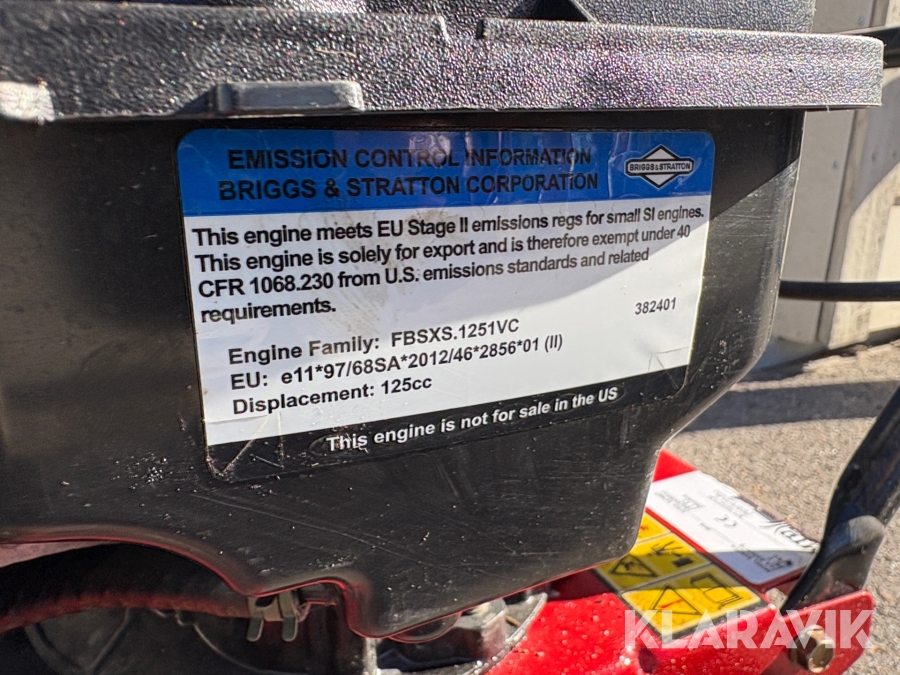 EMISSION CONTROL INFORMATION
BRIGGS & STRATTON CORPORATION
BRIGGS & STRATTON
This engine meets EU Stage II emissions regs for small SI engines.
This engine is solely for export and is therefore exempt under 40
CFR 1068.230 from U.S. emissions standards and related
requirements.
382401
Engine Family: FBSXS.1251VC
EU: e11*97/68SA*2012/46*2856*01 (II)
Displacement: 125cc
This engine is not for sale in the US
KLARAVIK